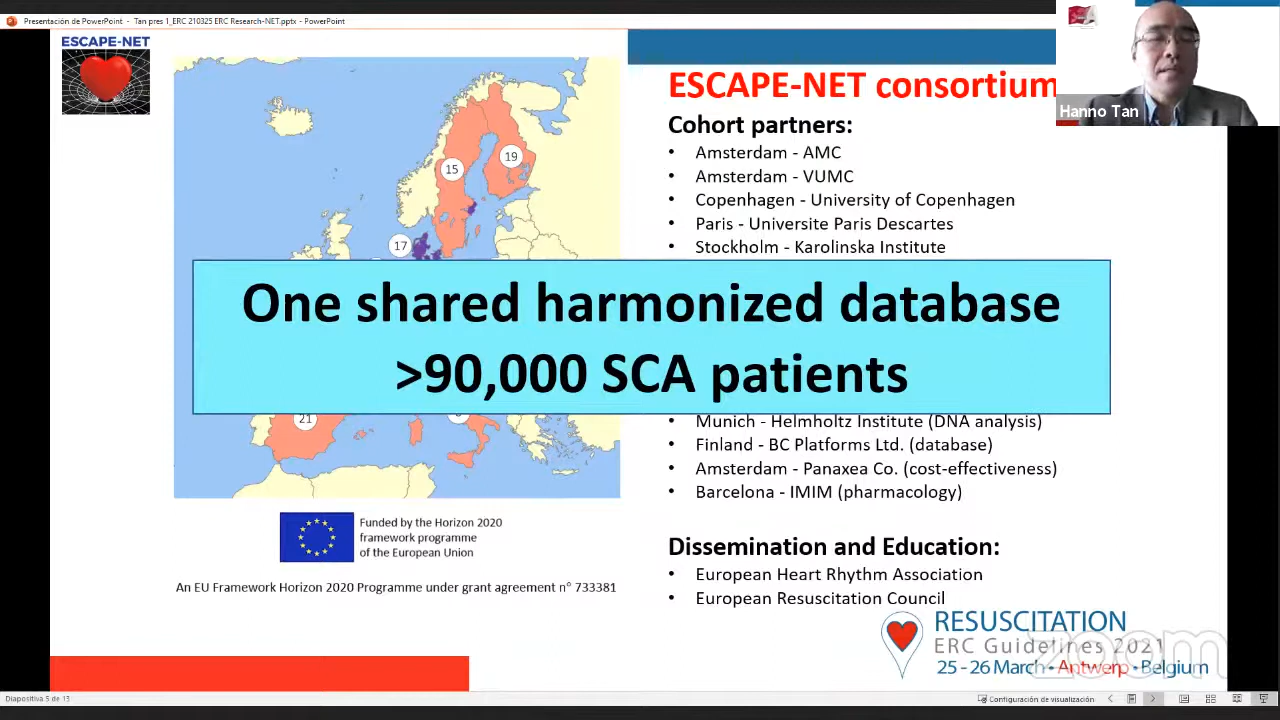 Presentación de PowerPoint - Tan pres 1_ERC 210325 ERC Research-NET.pptx - PowerPoint
Hanno Tan
ESCAPE-NET
15
19
17
21
ESCAPE-NET consortium
Cohort partners:
• Amsterdam - AMC
• Amsterdam - VUMC
• Copenhagen - University of Copenhagen
• Paris - Universite Paris Descartes
• Stockholm - Karolinska Institute
One shared harmonized database
>90,000 SCA patients
• Munich - Helmholtz Institute (DNA analysis)
• Finland - BC Platforms Ltd. (database)
• Amsterdam - Panaxea Co. (cost-effectiveness)
• Barcelona - IMIM (pharmacology)
Funded by the Horizon 2020
framework programme
of the European Union
An EU Framework Horizon 2020 Programme under grant agreement n° 733381
Dissemination and Education:
• European Heart Rhythm Association
• European Resuscitation Council
RESUSCITATION
ERC Guidelines 2021
25 - 26 March • Antwerp • Belgium
zoom
Diapositiva 5 de 13
Configuración de visualización